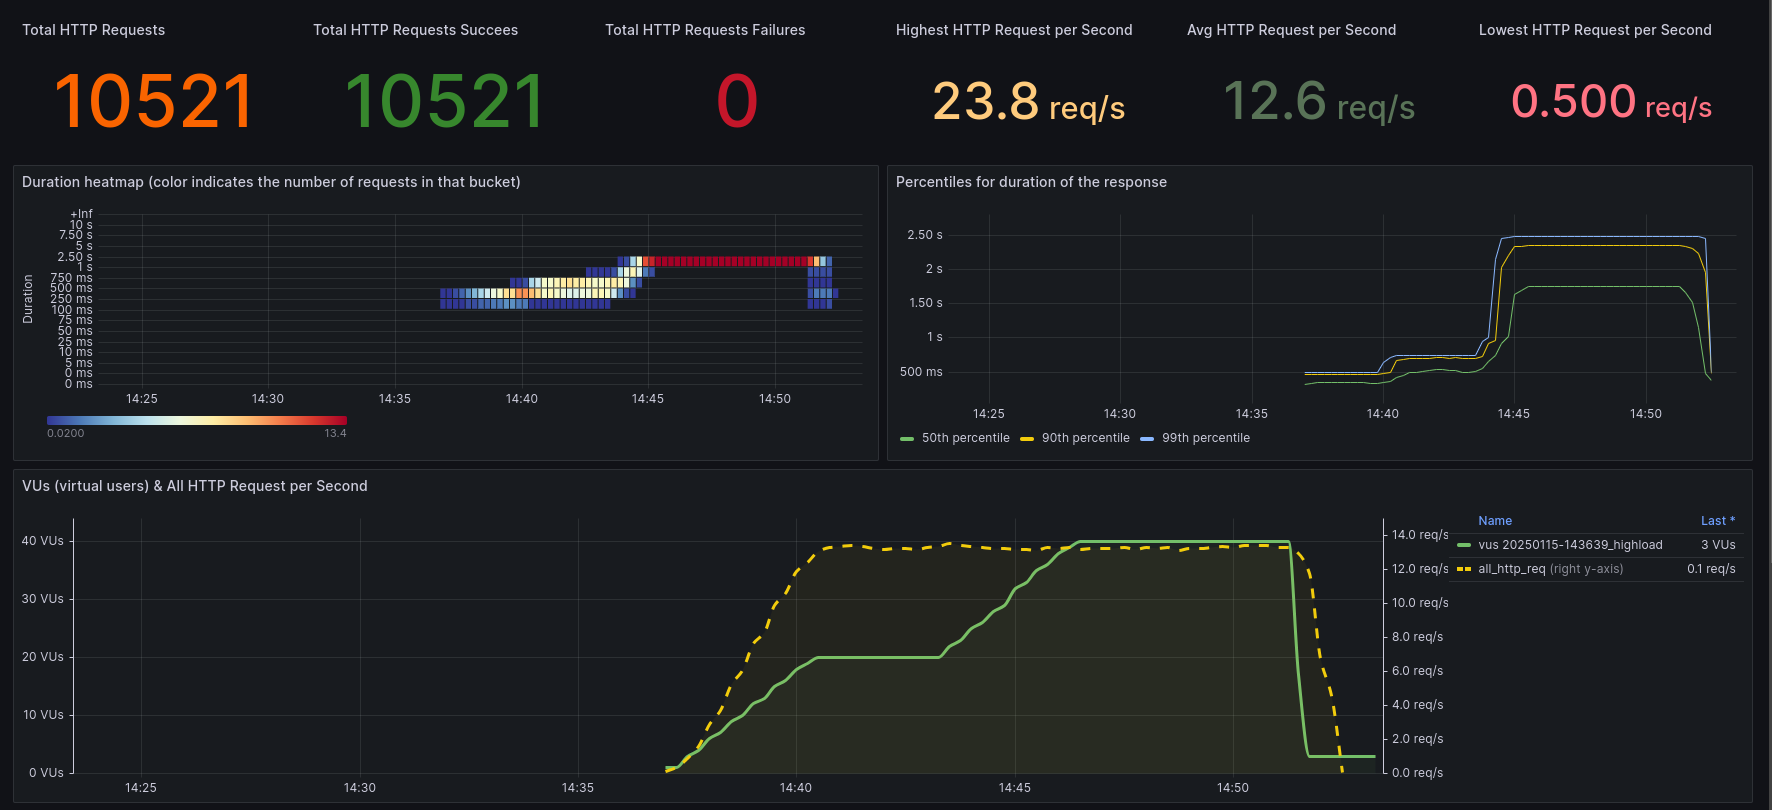 Total HTTP Requests
Total HTTP Requests Succees
Total HTTP Requests Failures
Highest HTTP Request per Second
Avg HTTP Request per Second
Lowest HTTP Request per Second
10521
10521
0
23.8 req/s
12.6 req/s
0.500 req/s
Duration heatmap (color indicates the number of requests in that bucket)
Duration
+Inf
10 s
7.50 s
5 s
2.50 s
1 s
750 ms
500 ms
250 ms
100 ms
75 ms
50 ms
25 ms
10 ms
5 ms
0 ms
0 ms
14:25 14:30 14:35 14:40 14:45 14:50
0.0200 13.4
Percentiles for duration of the response
2.50 s
2 s
1.50 s
1 s
500 ms
14:25 14:30 14:35 14:40 14:45 14:50
50th percentile 90th percentile 99th percentile
VUs (virtual users) & All HTTP Request per Second
40 VUs
30 VUs
20 VUs
10 VUs
0 VUs
14:25 14:30 14:35 14:40 14:45 14:50
14.0 req/s
12.0 req/s
10.0 req/s
8.0 req/s
6.0 req/s
4.0 req/s
2.0 req/s
0.0 req/s
Name Last *
vus 20250115-143639_highload 3 VUs
all_http_req (right y-axis) 0.1 req/s